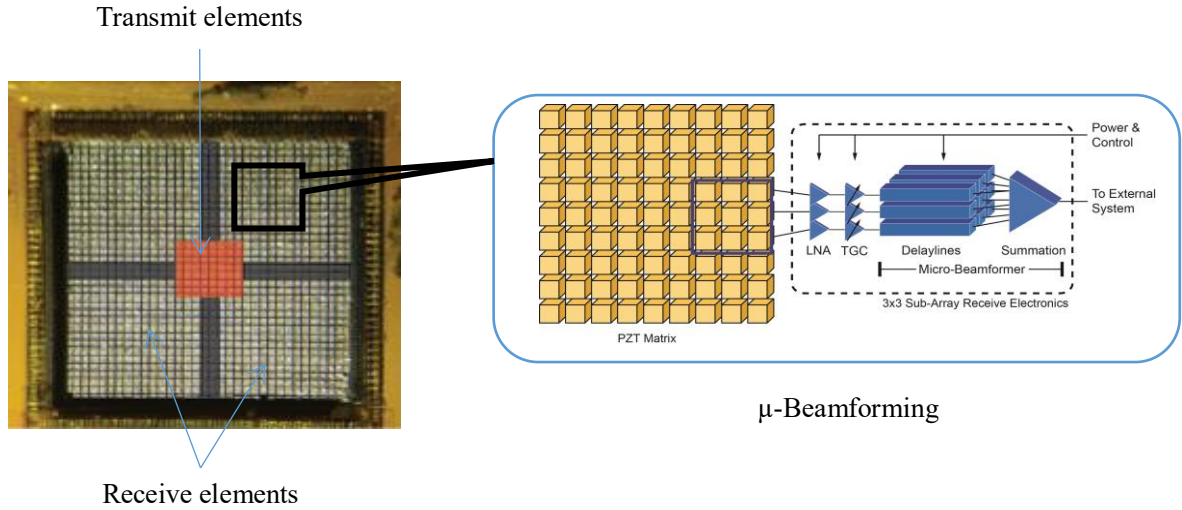 Transmit elements
Receive elements
Power &
Control
To External
System
LNA
TGC
Delaylines
Summation
Micro-Beamformer
3x3 Sub-Array Receive Electronics
PZT Matrix
µ-Beamforming